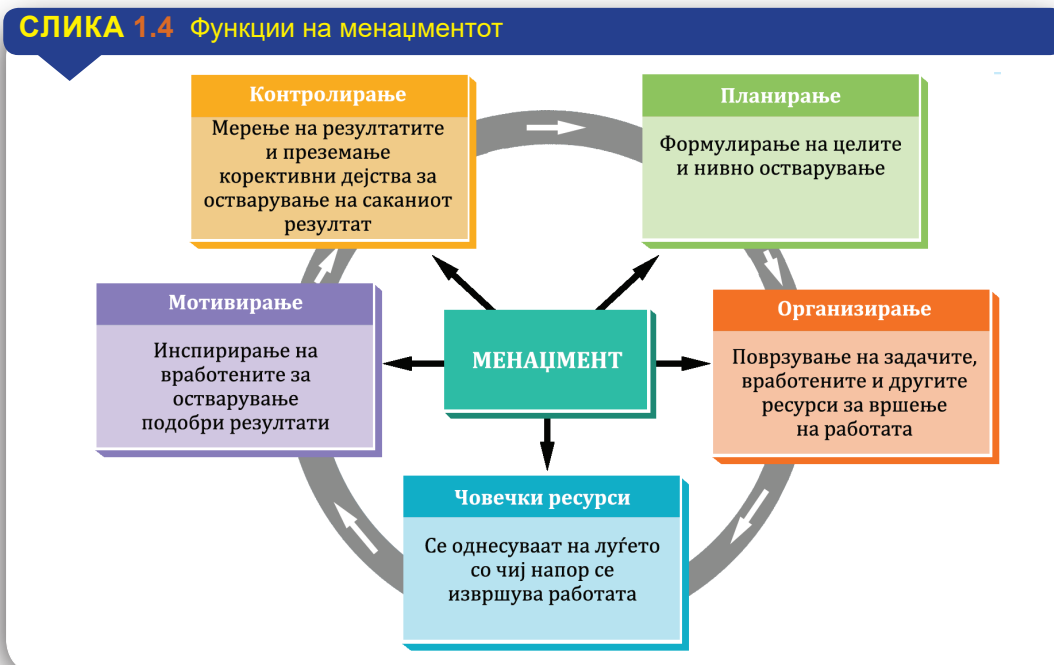 СЛИКА 1.4 Функции на менаџментот
Контролирање
Мерење на резултатите
и преземање
корективни дејства за
остварување на саканиот
резултат
Планирање
Формулирање на целите
и нивно остварување
Мотивирање
Инспирирање на
вработените за
остварување
подобри резултати
МЕНАЏМЕНТ
Организирање
Поврзување на задачите,
вработените и другите
ресурси за вршење
на работата
Човечки ресурси
Се однесуваат на луѓето
со чиј напор се
извршува работата